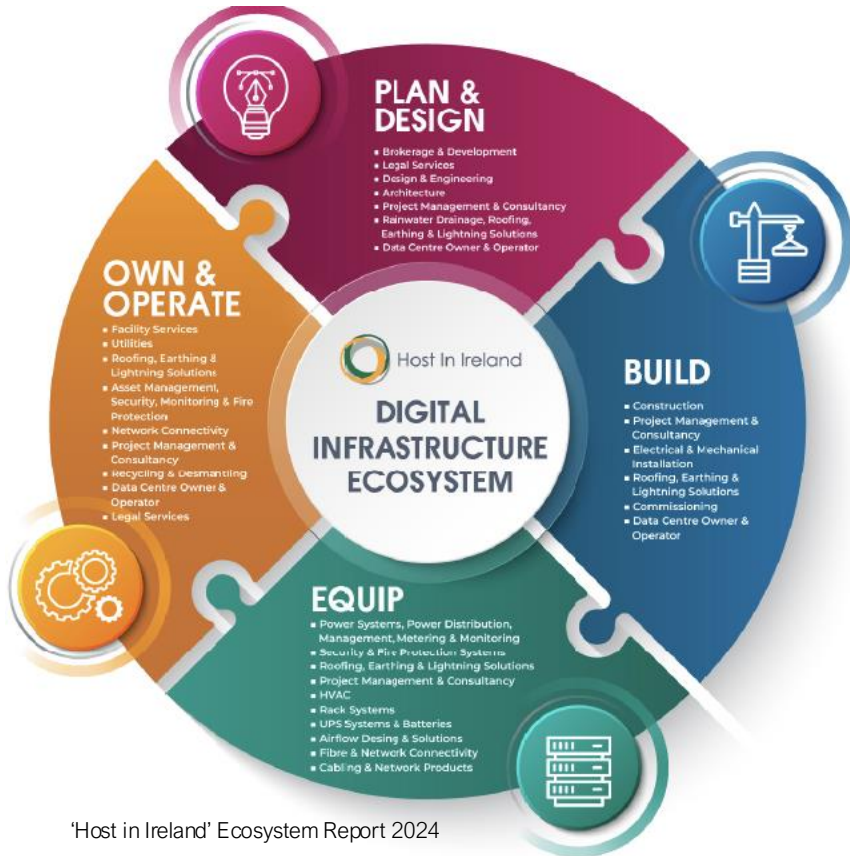 PLAN &
DESIGN
▪ Brokerage & Development
▪ Legal Services
▪ Design & Engineering
▪ Architecture
▪ Project Management & Consultancy
▪ Rainwater Drainage, Roofing,
Earthing & Lightning Solutions
▪ Data Centre Owner & Operator
OWN &
OPERATE
▪ Facility Services
▪ Utilities
▪ Roofing, Earthing &
Lightning Solutions
▪ Asset Management,
Security, Monitoring & Fire
Protection
▪ Network Connectivity
▪ Project Management &
Consultancy
▪ Recycling & Desmantling
▪ Data Centre Owner &
Operator
▪ Legal Services
Host In Ireland
DIGITAL
INFRASTRUCTURE
ECOSYSTEM
BUILD
▪ Construction
▪ Project Management &
Consultancy
▪ Electrical & Mechanical
Installation
▪ Roofing, Earthing &
Lightning Solutions
▪ Commissioning
▪ Data Centre Owner &
Operator
EQUIP
▪ Power Systems, Power Distribution,
Management, Metering & Monitoring
▪ Security & Fire Protection Systems
▪ Roofing, Earthing & Lightning Solutions
▪ Project Management & Consultancy
▪ HVAC
▪ Rack Systems
▪ UPS Systems & Batteries
▪ Airflow Desing & Solutions
▪ Fibre & Network Connectivity
▪ Cabling & Network Products
‘Host in Ireland’ Ecosystem Report 2024